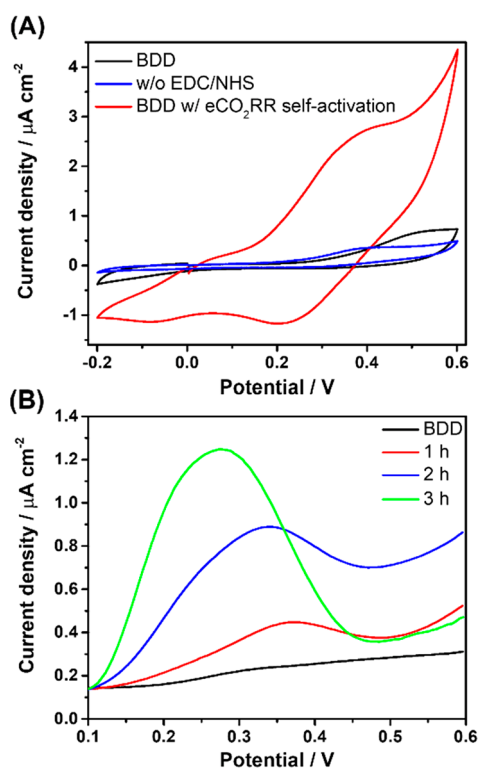 (A)
BDD
w/o EDC/NHS
BDD w/ eCO₂RR self-activation
Current density / μA cm⁻²
4
3
2
1
0
-1
-0.2 0.0 0.2 0.4 0.6
Potential / V
(B)
BDD
1 h
2 h
3 h
Current density / μA cm⁻²
1.4
1.2
1.0
0.8
0.6
0.4
0.2
0.0
0.1 0.2 0.3 0.4 0.5 0.6
Potential / V